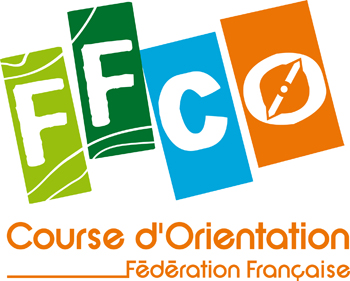 FFCO
Course d'Orientation
Fédération Française